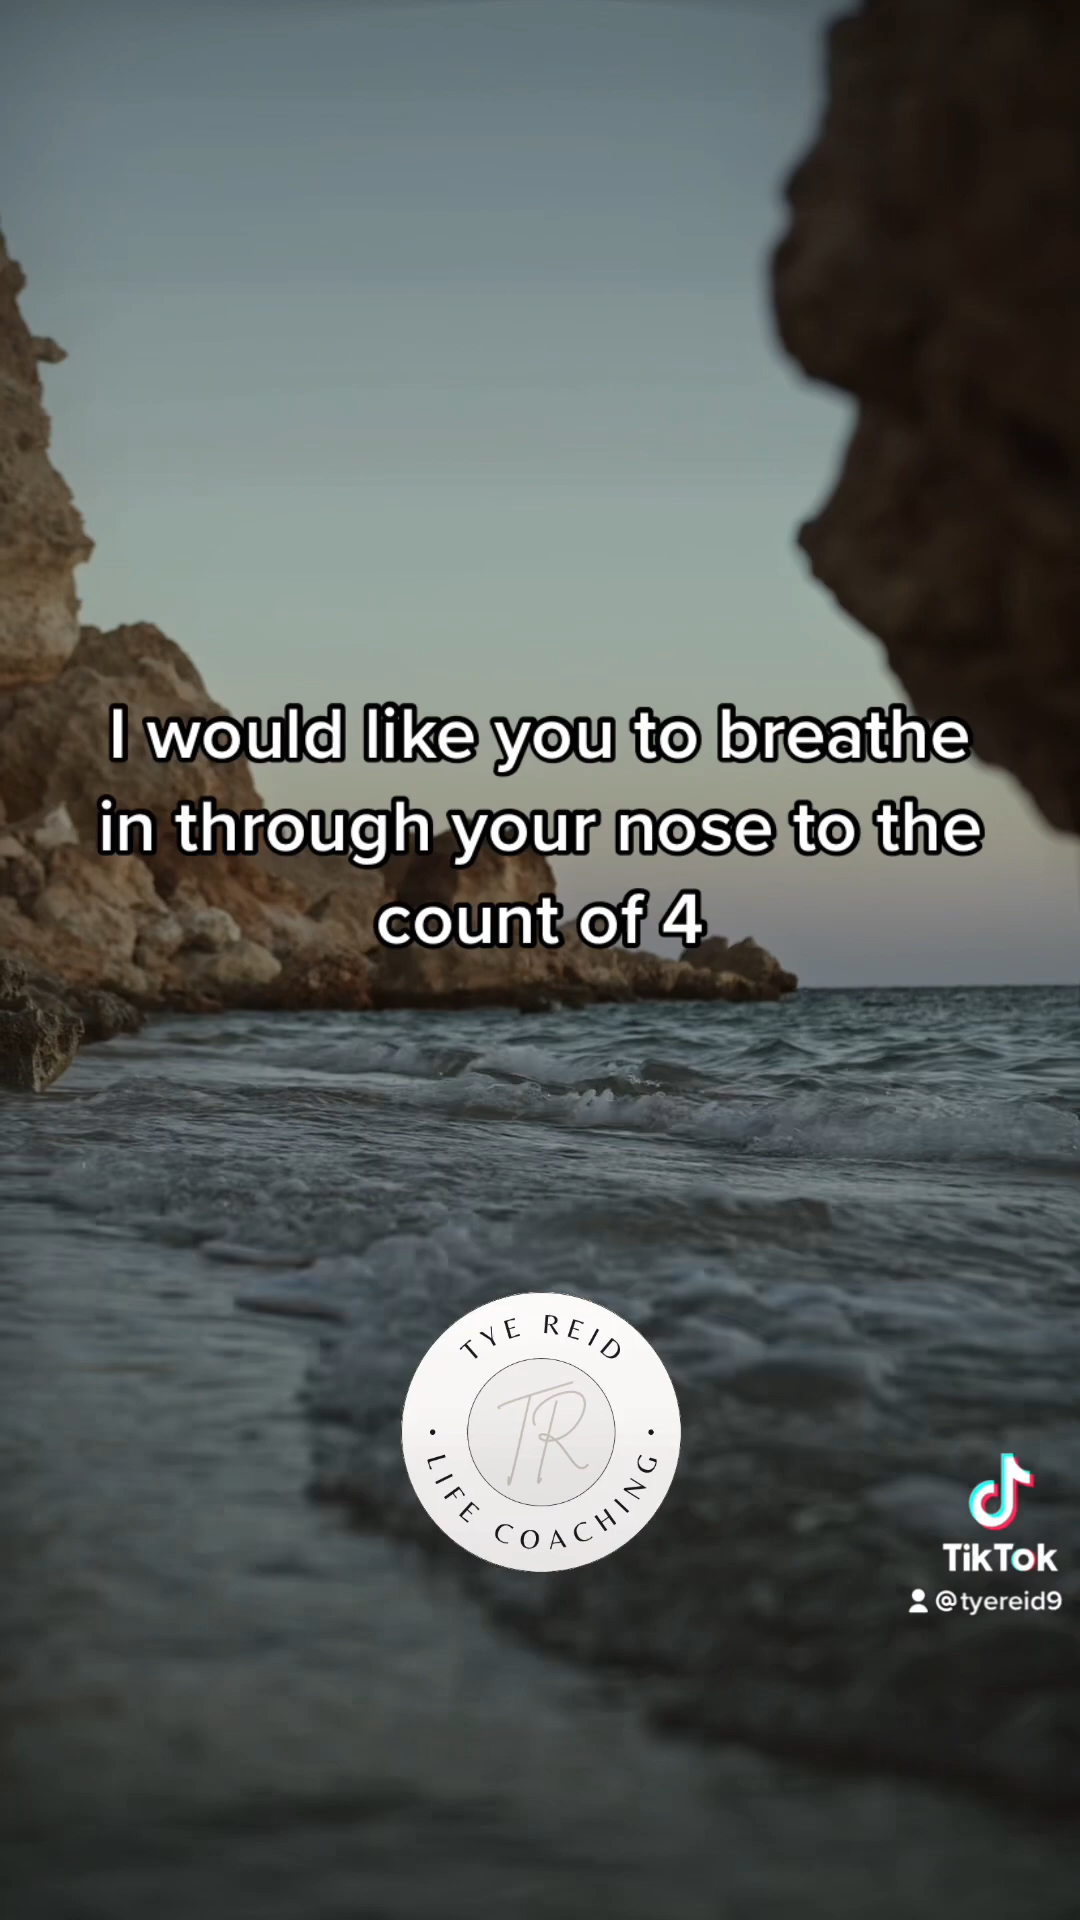 I would like you to breathe
in through your nose to the
count of 4
TYE REID
TR
• LIFE COACHING •
TikTok
@tyereid9